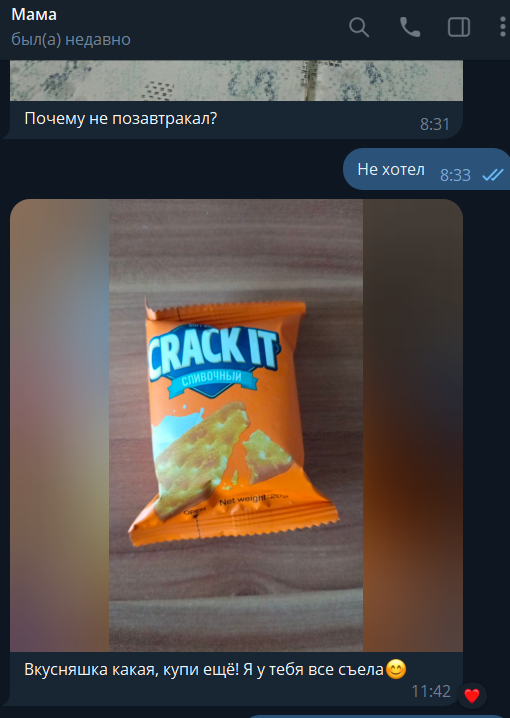 Мама
был(а) недавно
Почему не позавтракал?
8:31
Не хотел
8:33
CRACK IT
СЛИВОЧНЫЙ
Net weight
Вкусняшка какая, купи ещё! Я у тебя все съела😊
11:42